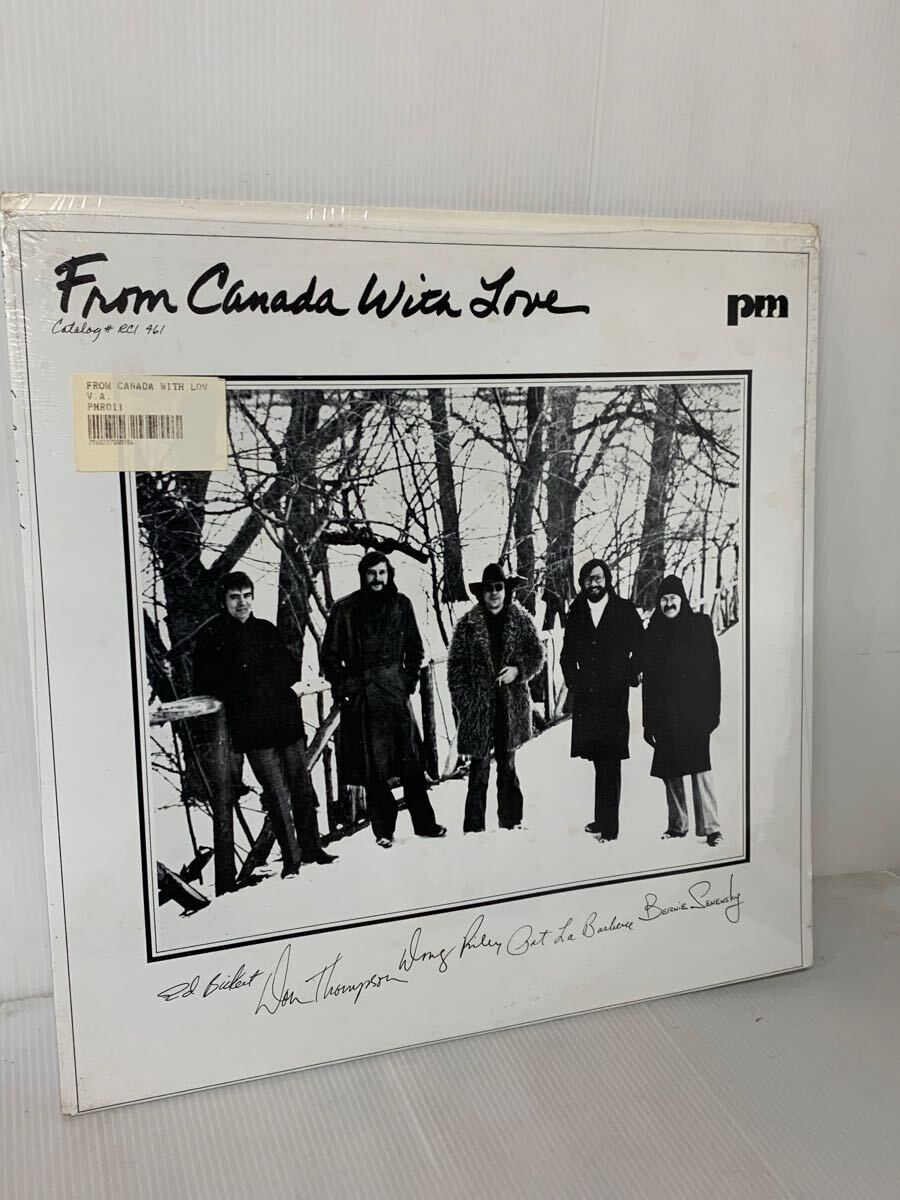 From Canada With Love
pm
Catalog # RCI 461
FROM CANADA WITH LOV
V.A.
PMR011
Ed Bickert Don Thompson Doug Riley Pat La Barbera Bernie Senensky